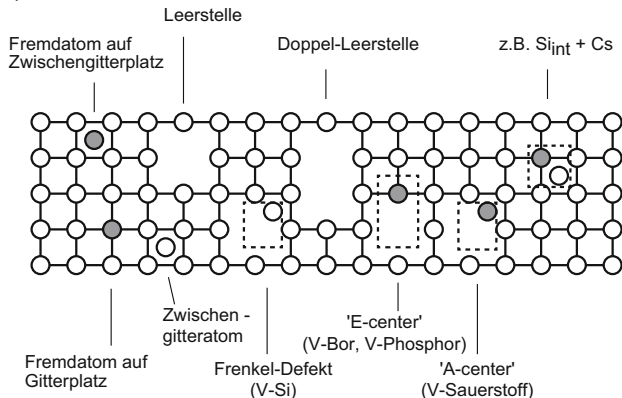 Leerstelle
Fremdatom auf
Zwischengitterplatz
Doppel-Leerstelle
z.B. Siint + Cs
Zwischen -
gitteratom
Fremdatom auf
Gitterplatz
Frenkel-Defekt
(V-Si)
'E-center'
(V-Bor, V-Phosphor)
'A-center'
(V-Sauerstoff)